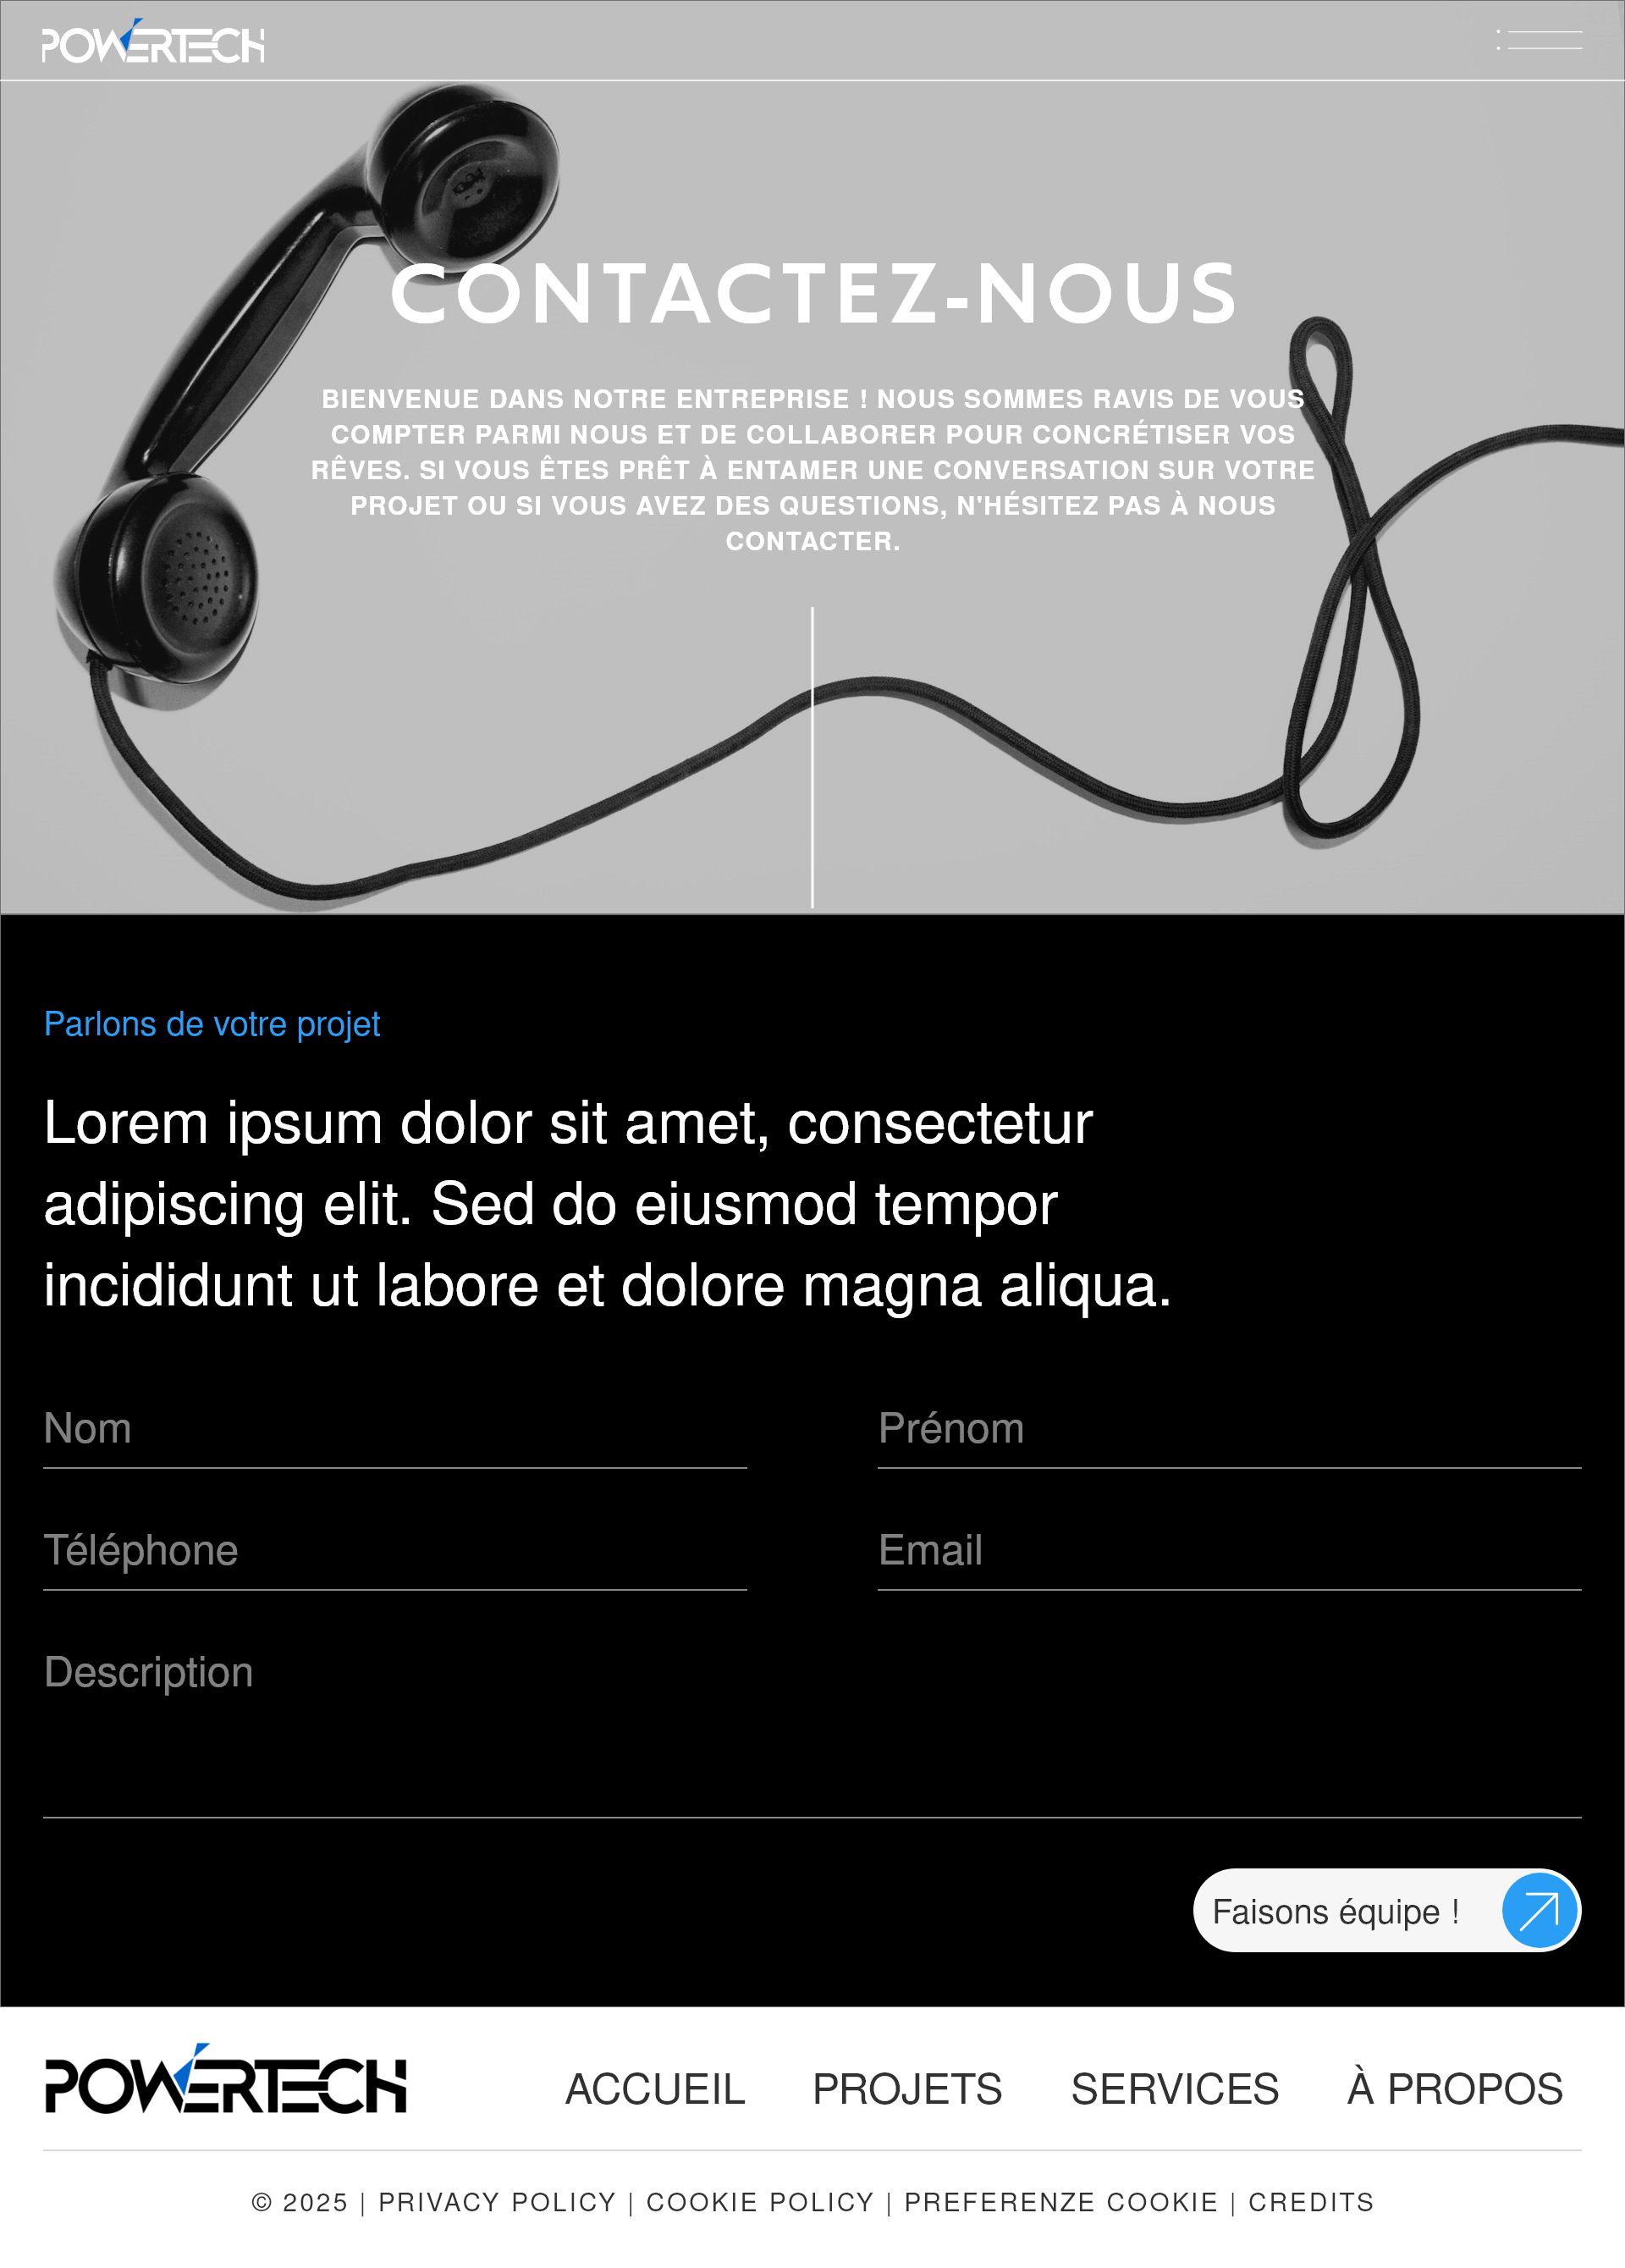 POWERTECH
CONTACTEZ-NOUS
BIENVENUE DANS NOTRE ENTREPRISE ! NOUS SOMMES RAVIS DE VOUS
COMPTER PARMI NOUS ET DE COLLABORER POUR CONCRÉTISER VOS
RÊVES. SI VOUS ÊTES PRÊT À ENTAMER UNE CONVERSATION SUR VOTRE
PROJET OU SI VOUS AVEZ DES QUESTIONS, N'HÉSITEZ PAS À NOUS
CONTACTER.
Parlons de votre projet
Lorem ipsum dolor sit amet, consectetur
adipiscing elit. Sed do eiusmod tempor
incididunt ut labore et dolore magna aliqua.
Nom
Prénom
Téléphone
Email
Description
Faisons équipe !
POWERTECH
ACCUEIL PROJETS SERVICES À PROPOS
© 2025 | PRIVACY POLICY | COOKIE POLICY | PREFERENZE COOKIE | CREDITS